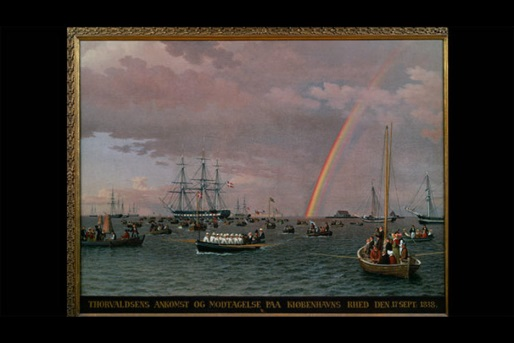 THORVALDSENS ANKOMST OG MODTAGELSE PAA KIØBENHAVNS RHED DEN 17 SEPT: 1838.